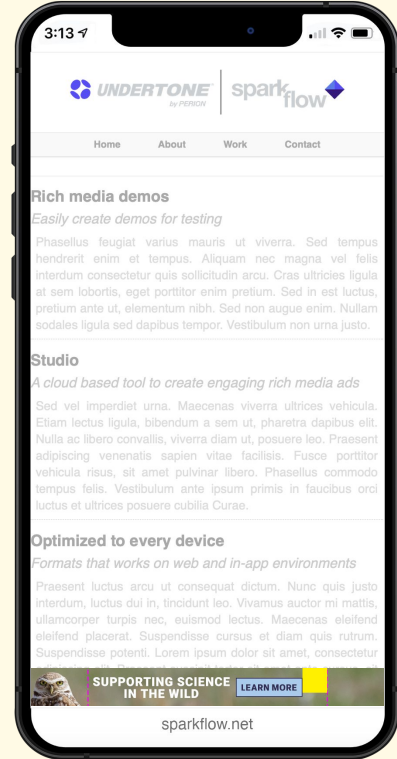 3:13
UNDERTONE
by PERION
spark
flow
Home About Work Contact
Rich media demos
Easily create demos for testing
Phasellus feugiat varius mauris ut viverra. Sed tempus
hendrerit enim et tempus. Aliquam nec magna vel felis
interdum consectetur quis sollicitudin arcu. Cras ultricies ligula
at sem lobortis, eget porttitor enim pretium. Sed in est luctus,
pretium ante ut, elementum nibh. Sed non augue enim. Nullam
sodales ligula sed dapibus tempor. Vestibulum non urna justo.
Studio
A cloud based tool to create engaging rich media ads
Sed vel imperdiet urna. Maecenas viverra ultrices vehicula.
Etiam lectus ligula, bibendum a sem ut, pharetra dapibus elit.
Nulla ac libero convallis, viverra diam ut, posuere leo. Praesent
adipiscing venenatis sapien vitae facilisis. Fusce porttitor
vehicula risus, sit amet pulvinar libero. Phasellus commodo
tempus felis. Vestibulum ante ipsum primis in faucibus orci
luctus et ultrices posuere cubilia Curae.
Optimized to every device
Formats that works on web and in-app environments
Praesent luctus arcu ut consequat dictum. Nunc quis justo
interdum, luctus dui in, tincidunt leo. Vivamus auctor mi mattis,
ullamcorper turpis nec, euismod lectus. Maecenas eleifend
eleifend placerat. Suspendisse cursus et diam quis rutrum.
Suspendisse potenti. Lorem ipsum dolor sit amet, consectetur
SUPPORTING SCIENCE
IN THE WILD
LEARN MORE
sparkflow.net